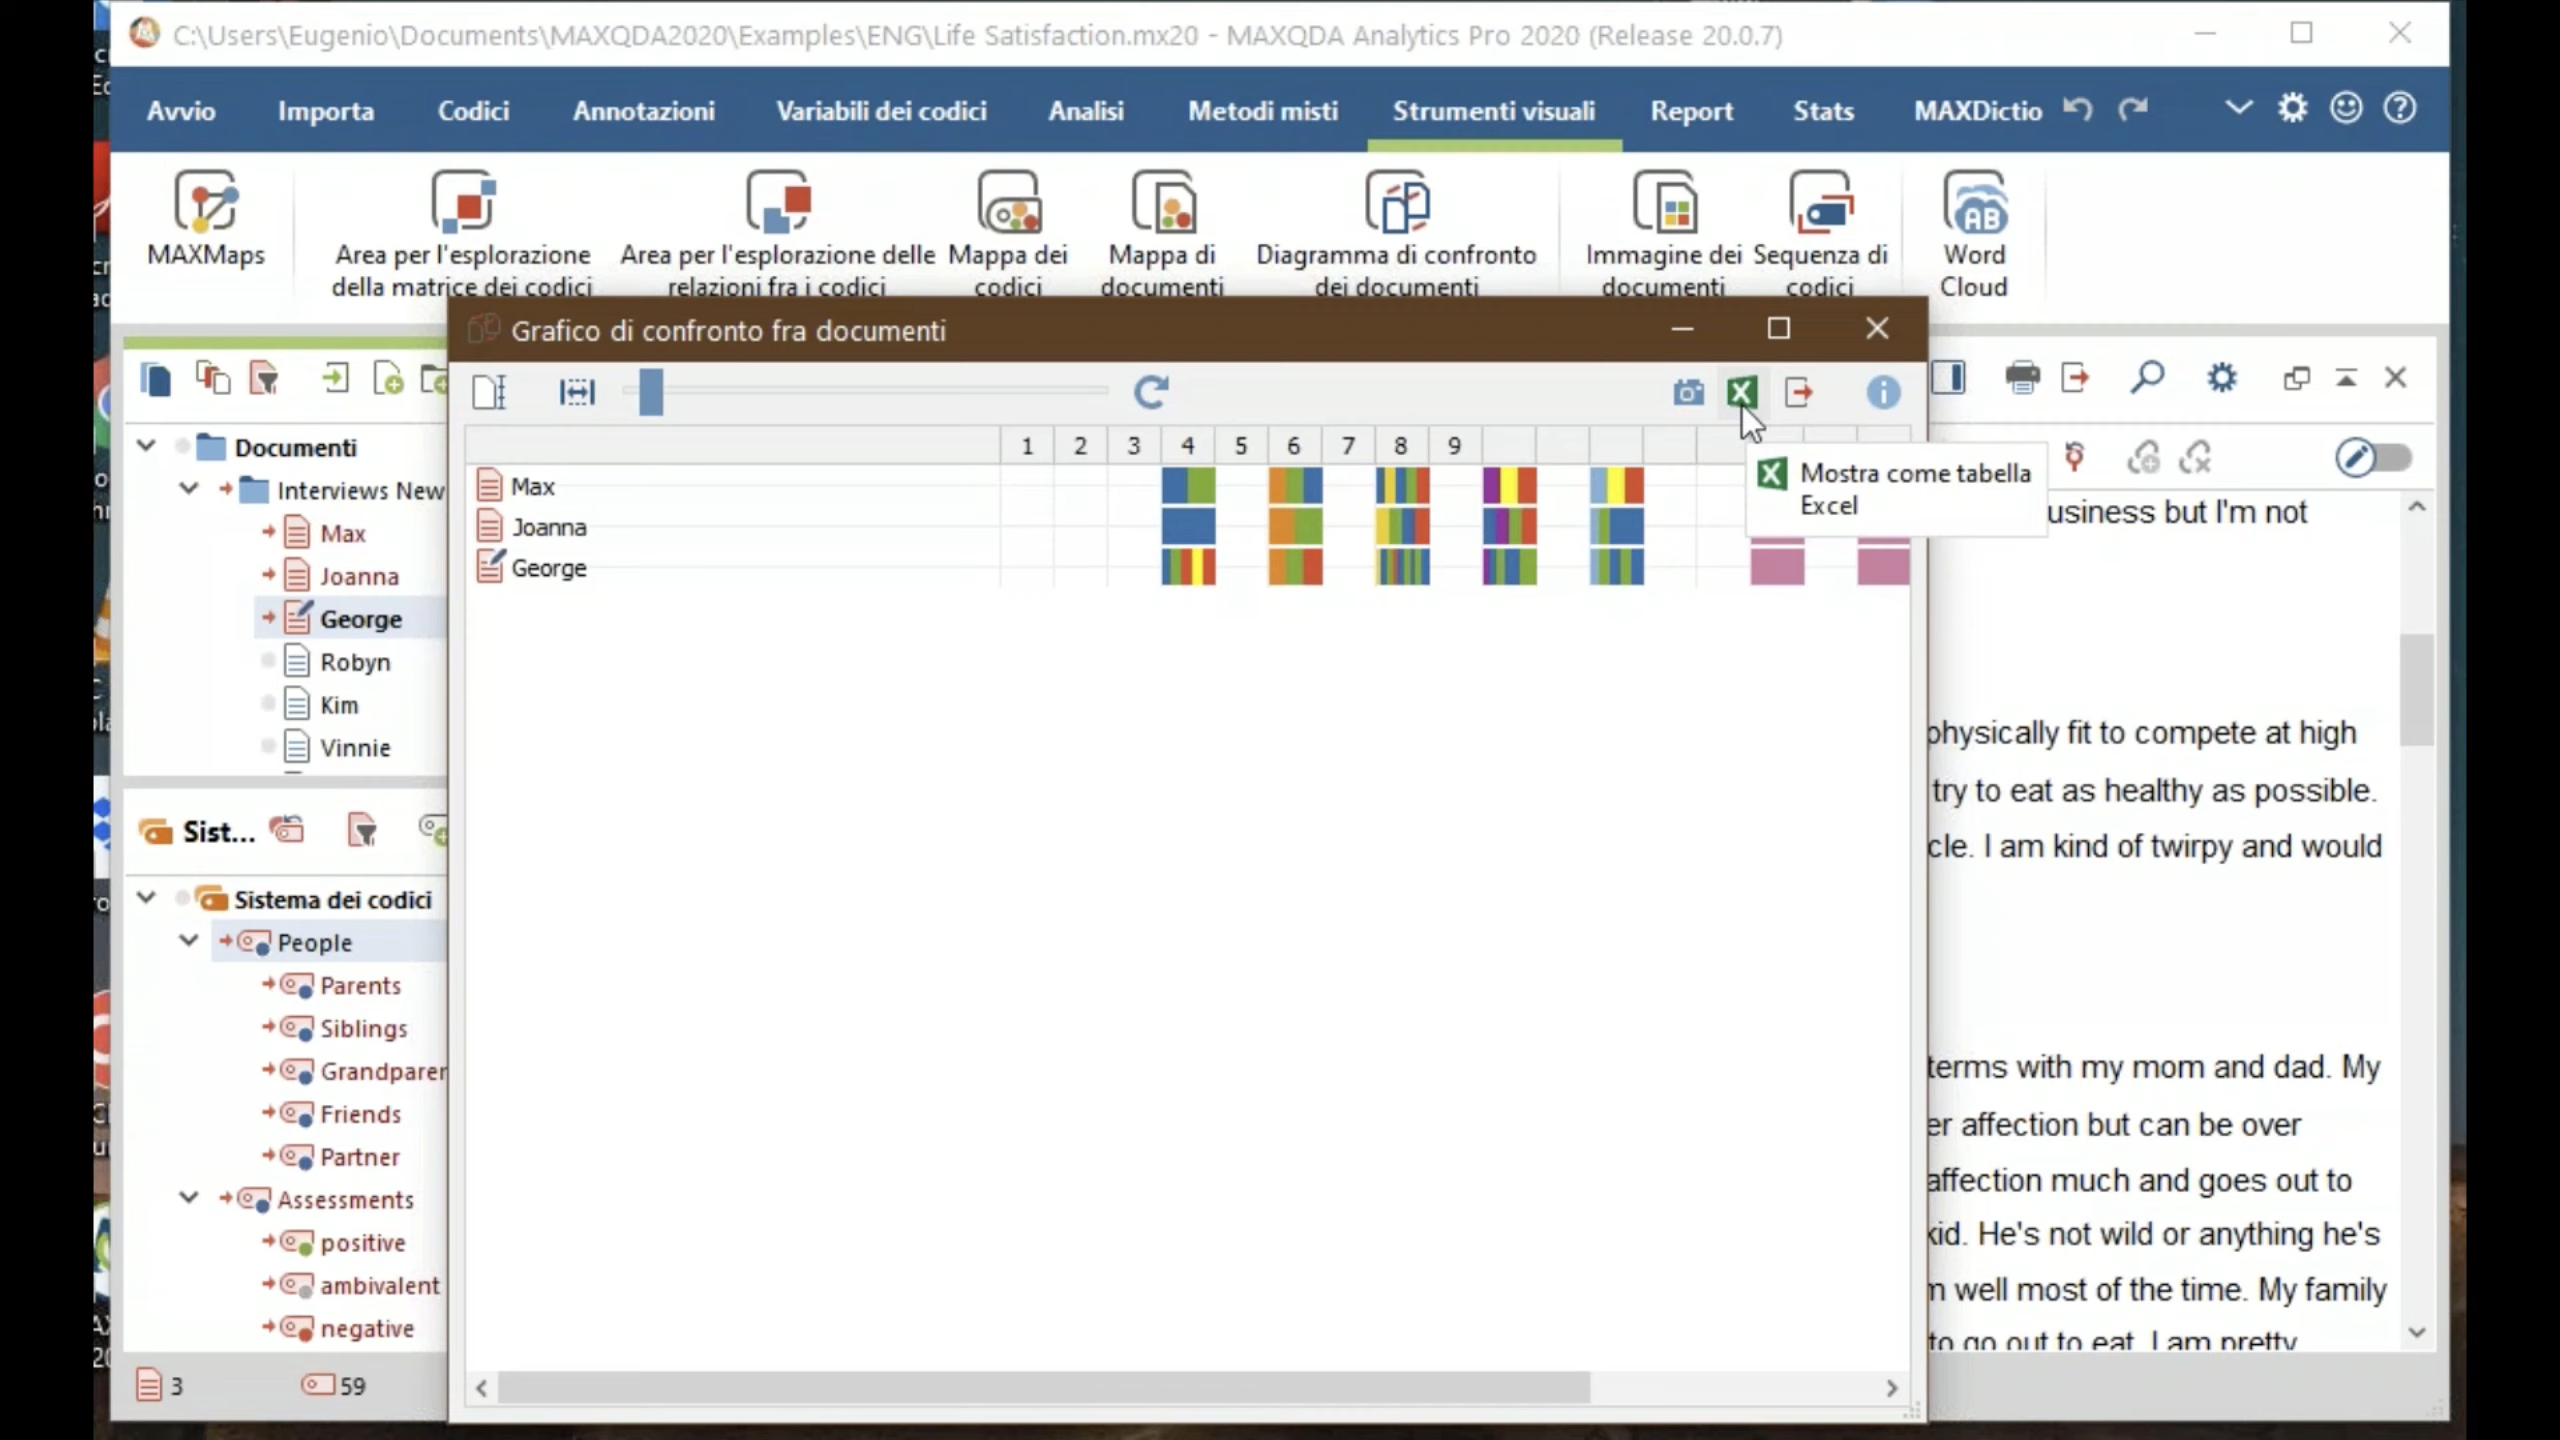 C:\Users\Eugenio\Documents\MAXQDA2020\Examples\ENG\Life Satisfaction.mx20 - MAXQDA Analytics Pro 2020 (Release 20.0.7)
Avvio Importa Codici Annotazioni Variabili dei codici Analisi Metodi misti Strumenti visuali Report Stats MAXDictio
MAXMaps
Area per l'esplorazione
della matrice dei codici
Area per l'esplorazione delle
relazioni fra i codici
Mappa dei
codici
Mappa di
documenti
Diagramma di confronto
dei documenti
Immagine dei
documenti
Sequenza di
codici
Word
Cloud
Grafico di confronto fra documenti
1 2 3 4 5 6 7 8 9
Max
Joanna
George
Mostra come tabella
Excel
Documenti
Interviews New
Max
Joanna
George
Robyn
Kim
Vinnie
Sist...
Sistema dei codici
People
Parents
Siblings
Grandparen
Friends
Partner
Assessments
positive
ambivalent
negative
3 59
usiness but I'm not
physically fit to compete at high
try to eat as healthy as possible.
cle. I am kind of twirpy and would
terms with my mom and dad. My
er affection but can be over
affection much and goes out to
kid. He's not wild or anything he's
n well most of the time. My family
to go out to eat. I am pretty